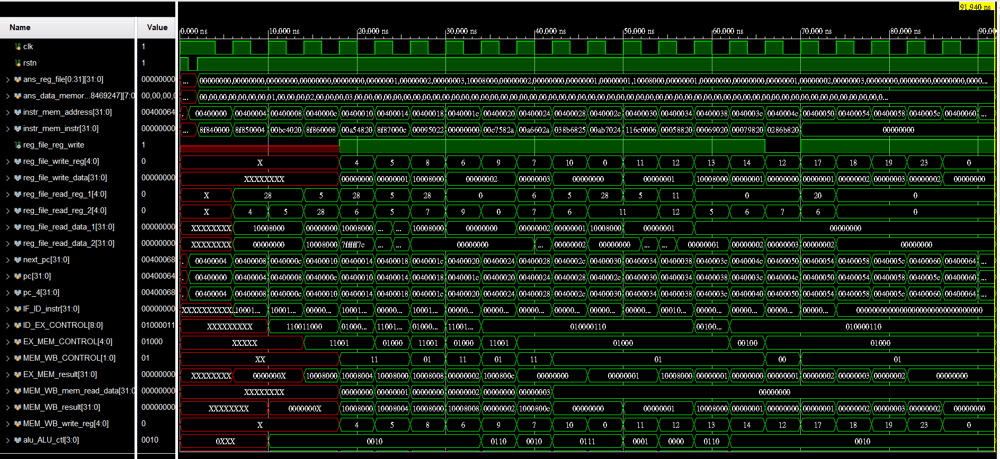 91.940 ns
Name Value
0.000 ns 10.000 ns 20.000 ns 30.000 ns 40.000 ns 50.000 ns 60.000 ns 70.000 ns 80.000 ns 90.00
clk 1
rstn 1
ans_reg_file[0:31][31:0] 00000000 ... 00000000,00000000,00000000,00000000,00000000,00000001,00000002,00000003,10008000,00000002,00000000,00000001,00000001,10008000,00000001,00000000,00000000,00000001,00000002,00000003,00000000,00000000,00000000,0000...
ans_data_memor...8469247][7:0 00,00,00,0 ... 00,00,00,00,00,00,00,01,00,00,00,02,00,00,00,03,00,00,00,00,00,00,00,00,00,00,00,00,00,00,00,00,00,00,00,00,00,00,00,00,00,00,00,00,00,00,00,00,00,00,00,00,00,00,00,00,0...
instr_mem_address[31:0] 00400064 . 00400000 00400004 00400008 0040000c 00400010 00400014 00400018 0040001c 00400020 00400024 00400028 0040002c 00400030 00400034 00400038 0040003c 0040004c 00400050 00400054 00400058 0040005c 00400060 ...
instr_mem_instr[31:0] 00000000 ... 8f840000 8f850004 00bc4020 8f860008 00a54820 8f87000c 00095022 00000000 00c7582a 00a6602a 038b6825 00ab7024 116c0006 00058820 00069020 00079820 0286b820 00000000
reg_file_reg_write 1
reg_file_write_reg[4:0] 0 X 4 5 8 6 9 7 10 0 11 12 13 14 12 17 18 19 23 0
reg_file_write_data[31:0] 00000000 XXXXXXXX 00000000 00000001 10008000 00000002 00000003 00000000 00000001 10008000 00000001 00000000 00000001 00000002 00000003 00000002 00000000
reg_file_read_reg_1[4:0] 0 X 28 5 28 5 28 0 6 5 28 5 11 0 20 0
reg_file_read_reg_2[4:0] 0 X 4 5 28 6 5 7 9 0 7 6 11 12 5 6 7 6 0
reg_file_read_data_1[31:0] 00000000 XXXXXXXX 10008000 00000000 10008000 ... ... 10008000 00000000 00000002 00000001 10008000 00000001 00000000
reg_file_read_data_2[31:0] 00000000 XXXXXXXX 00000000 10008000 7fffff7c ... ... 00000000 ... 00000002 00000000 ... ... 00000001 00000002 00000003 00000002 00000000
next_pc[31:0] 00400068 . 00400004 00400008 0040000c 00400010 00400014 00400018 0040001c 00400020 00400024 00400028 0040002c 00400030 00400034 00400038 0040003c 0040004c 00400050 00400054 00400058 0040005c 00400060 00400064 ...
pc[31:0] 00400064 . 00400000 00400004 00400008 0040000c 00400010 00400014 00400018 0040001c 00400020 00400024 00400028 0040002c 00400030 00400034 00400038 0040003c 0040004c 00400050 00400054 00400058 0040005c 00400060 ...
pc_4[31:0] 00400068 . 00400004 00400008 0040000c 00400010 00400014 00400018 0040001c 00400020 00400024 00400028 0040002c 00400030 00400034 00400038 0040003c 00400040 00400050 00400054 00400058 0040005c 00400060 00400064 ...
IF_ID_instr[31:0] 00000000 XXXXXXXXXX... 10001... 10001... 00000... 10001... 00000... 10001... 00000... 00000... 00000... 00000... 00000... 00000... 00010... 00000... 00000... 00000... 00000... 00000000000000000000000000000000
ID_EX_CONTROL[8:0] 01000011 XXXXXXXXX 110011000 01000... 11001... 01000... 11001... 010000110 00100... 010000110
EX_MEM_CONTROL[4:0] 01000 XXXXX 11001 01000 11001 01000 11001 01000 00100 01000
MEM_WB_CONTROL[1:0] 01 XX 11 01 11 01 11 01 00 01
EX_MEM_result[31:0] 00000000 XXXXXXXX 0000000X 10008000 10008004 10008000 10008008 00000002 1000800c 00000000 00000001 10008000 00000001 00000000 00000001 00000002 00000003 00000002 00000000
MEM_WB_mem_read_data[31:0 00000000 XXXXXXXX 00000000 00000001 00000000 00000002 00000000 00000003 00000000
MEM_WB_result[31:0] 00000000 XXXXXXXX 0000000X 10008000 10008004 10008000 10008008 00000002 1000800c 00000000 00000001 10008000 00000001 00000000 00000001 00000002 00000003 00000002 00000000
MEM_WB_write_reg[4:0] 0 X 4 5 8 6 9 7 10 0 11 12 13 14 12 17 18 19 23 0
alu_ALU_ctl[3:0] 0010 0XXX 0010 0110 0010 0111 0001 0000 0110 0010